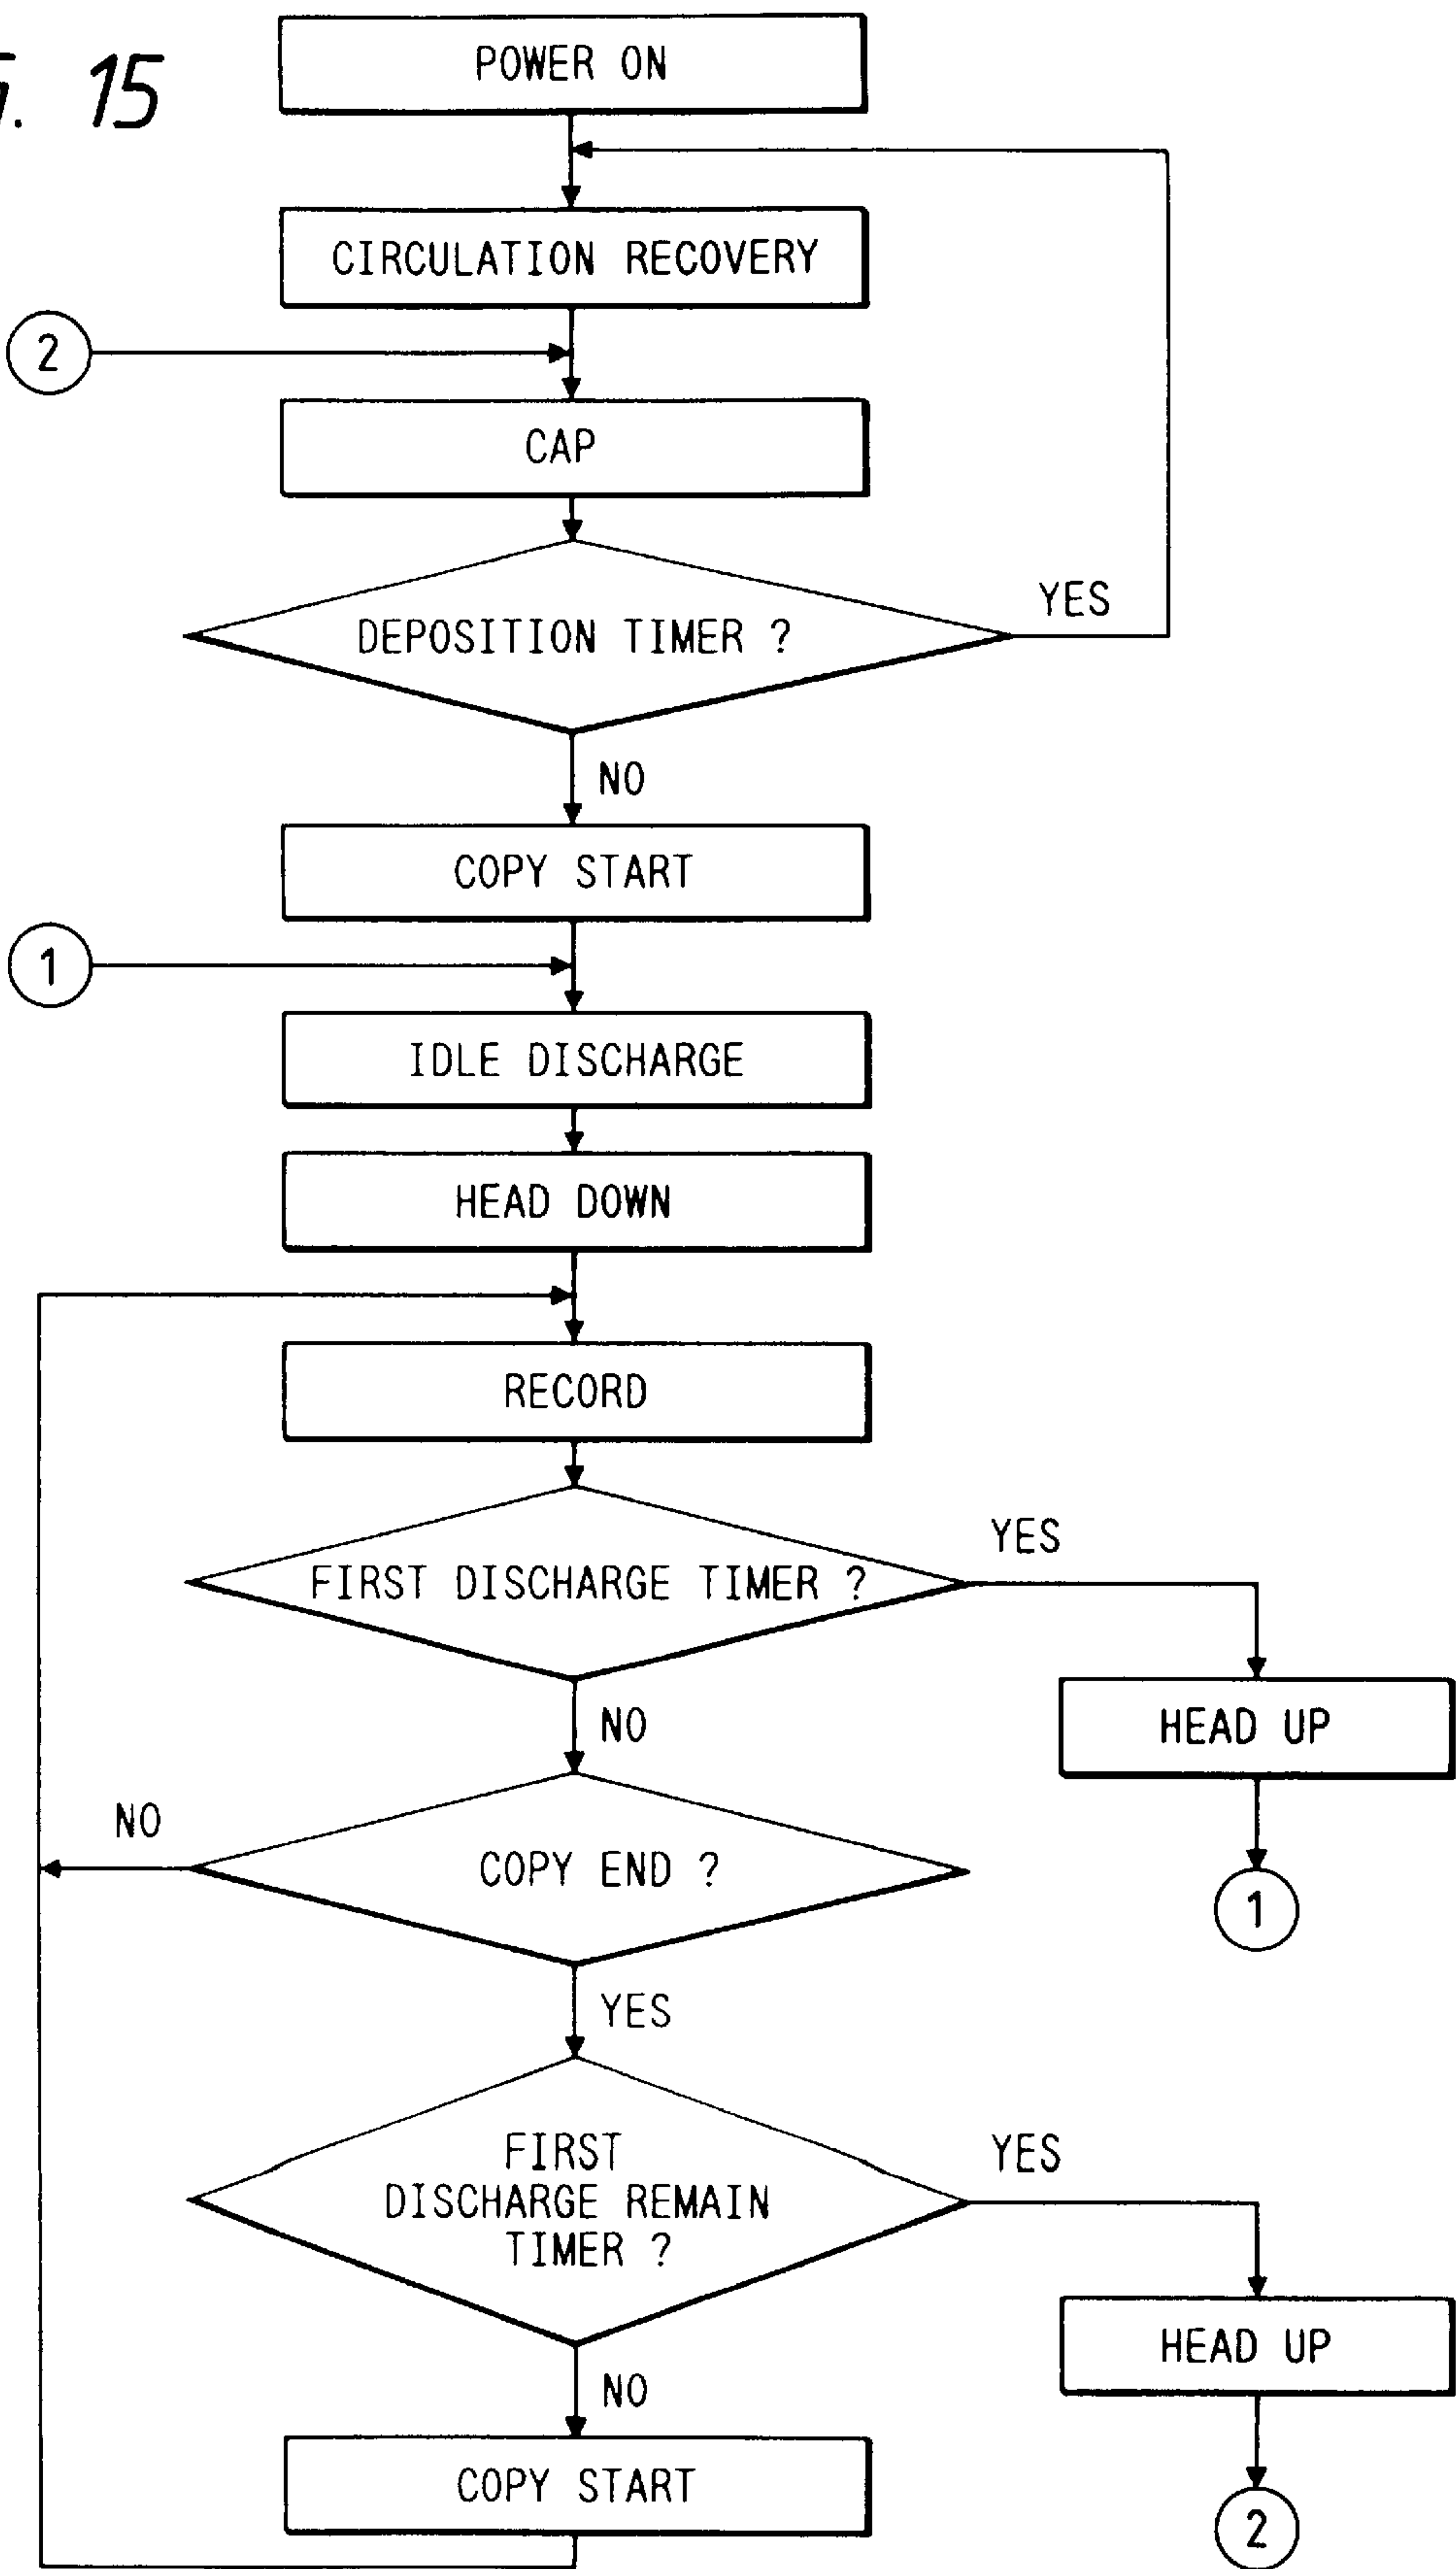 15
POWER ON
CIRCULATION RECOVERY
2
CAP
DEPOSITION TIMER ?
YES
NO
COPY START
1
IDLE DISCHARGE
HEAD DOWN
RECORD
FIRST DISCHARGE TIMER ?
YES
HEAD UP
1
NO
COPY END ?
NO
YES
FIRST
DISCHARGE REMAIN
TIMER ?
YES
HEAD UP
2
NO
COPY START